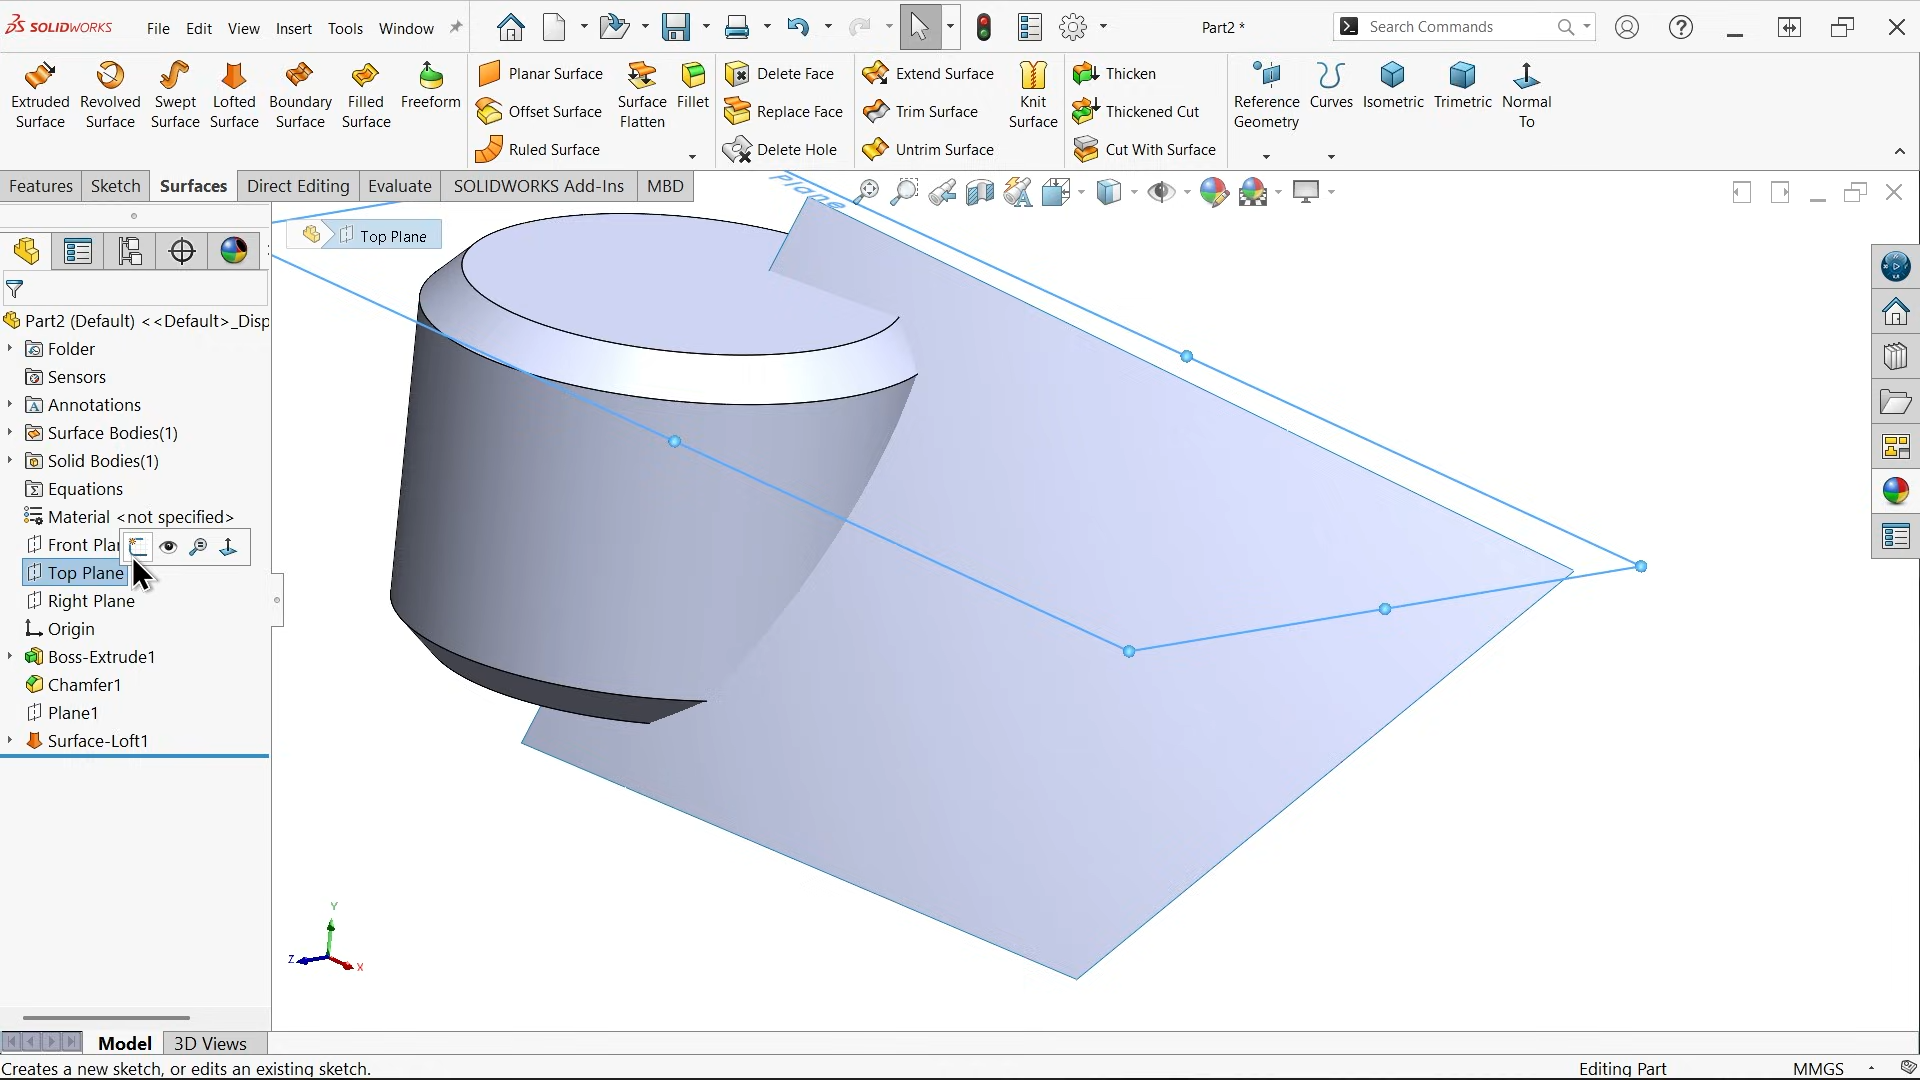 SOLIDWORKS File Edit View Insert Tools Window Part2 * Search Commands
Extruded Surface
Revolved Surface
Swept Surface
Lofted Surface
Boundary Surface
Filled Surface
Freeform
Planar Surface
Offset Surface
Ruled Surface
Surface Flatten
Fillet
Delete Face
Replace Face
Delete Hole
Extend Surface
Trim Surface
Untrim Surface
Knit Surface
Thicken
Thickened Cut
Cut With Surface
Reference Geometry
Curves
Isometric
Trimetric
Normal To
Features Sketch Surfaces Direct Editing Evaluate SOLIDWORKS Add-Ins MBD
Plane
Top Plane
Part2 (Default) <<Default>_Disp
Folder
Sensors
Annotations
Surface Bodies(1)
Solid Bodies(1)
Equations
Material <not specified>
Front Plan
Top Plane
Right Plane
Origin
Boss-Extrude1
Chamfer1
Plane1
Surface-Loft1
Y
Z
X
Model 3D Views
Creates a new sketch, or edits an existing sketch. Editing Part MMGS